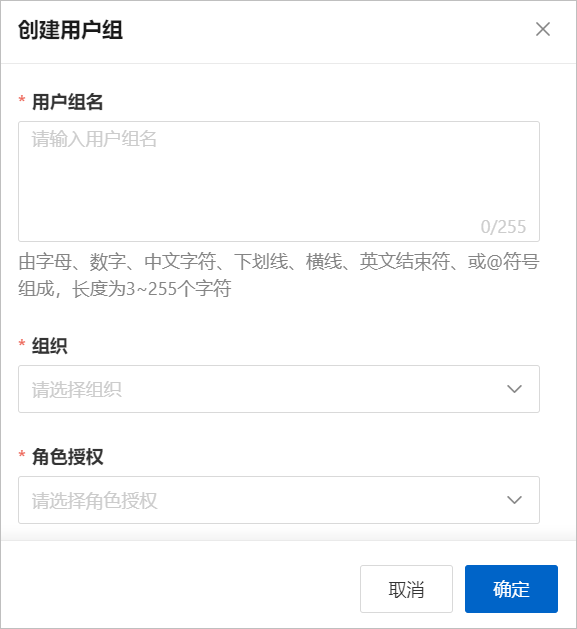 创建用户组
* 用户组名
请输入用户组名
0/255
由字母、数字、中文字符、下划线、横线、英文结束符、或@符号
组成，长度为3~255个字符
* 组织
请选择组织
* 角色授权
请选择角色授权
取消
确定